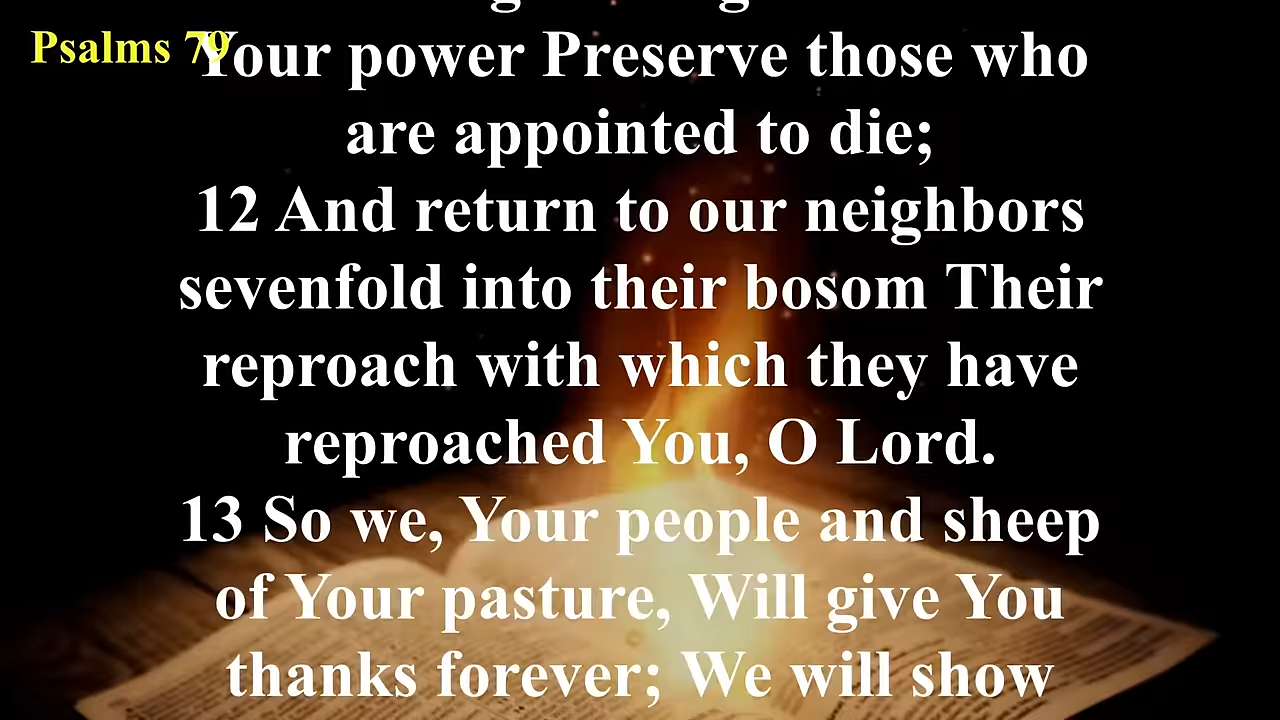 Psalms 79
Your power Preserve those who
are appointed to die;
12 And return to our neighbors
sevenfold into their bosom Their
reproach with which they have
reproached You, O Lord.
13 So we, Your people and sheep
of Your pasture, Will give You
thanks forever; We will show